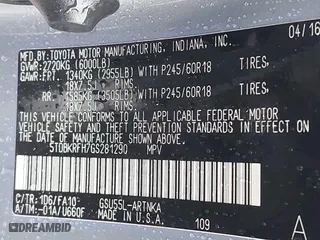 MFD. BY: TOYOTA MOTOR MANUFACTURING, INDIANA, INC. 04/16
GVWR: 2720KG (6000LB)
GAWR: FRT. 1340KG (2955LB) WITH P245/60R18 TIRES,
18X7.5J RIMS,
RR. 1590KG (3505LB) WITH P245/60R18 TIRES,
18X7.5J RIMS,
THIS VEHICLE CONFORMS TO ALL APPLICABLE FEDERAL MOTOR
VEHICLE SAFETY AND THEFT PREVENTION STANDARDS IN EFFECT ON
THE DATE OF MANUFACTURE SHOWN ABOVE.
5TDBKRFH7GS281290 MPV
C/TR: 1D6/FA10 GSU55L-ARTNKA
A/TM: -01A/U660F
109
DREAMBID